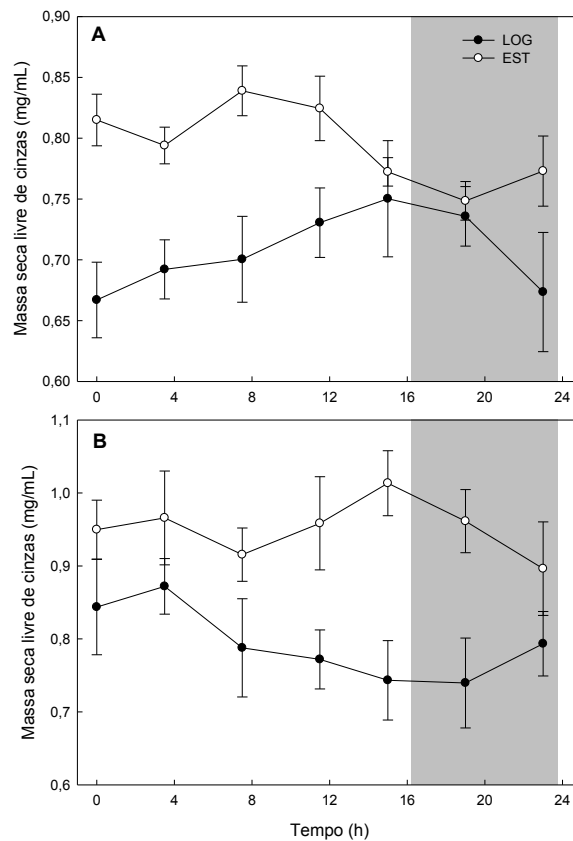 A
LOG
EST
Massa seca livre de cinzas (mg/mL)
0,90
0,85
0,80
0,75
0,70
0,65
0,60
0 4 8 12 16 20 24
B
Massa seca livre de cinzas (mg/mL)
1,1
1,0
0,9
0,8
0,7
0,6
0 4 8 12 16 20 24
Tempo (h)